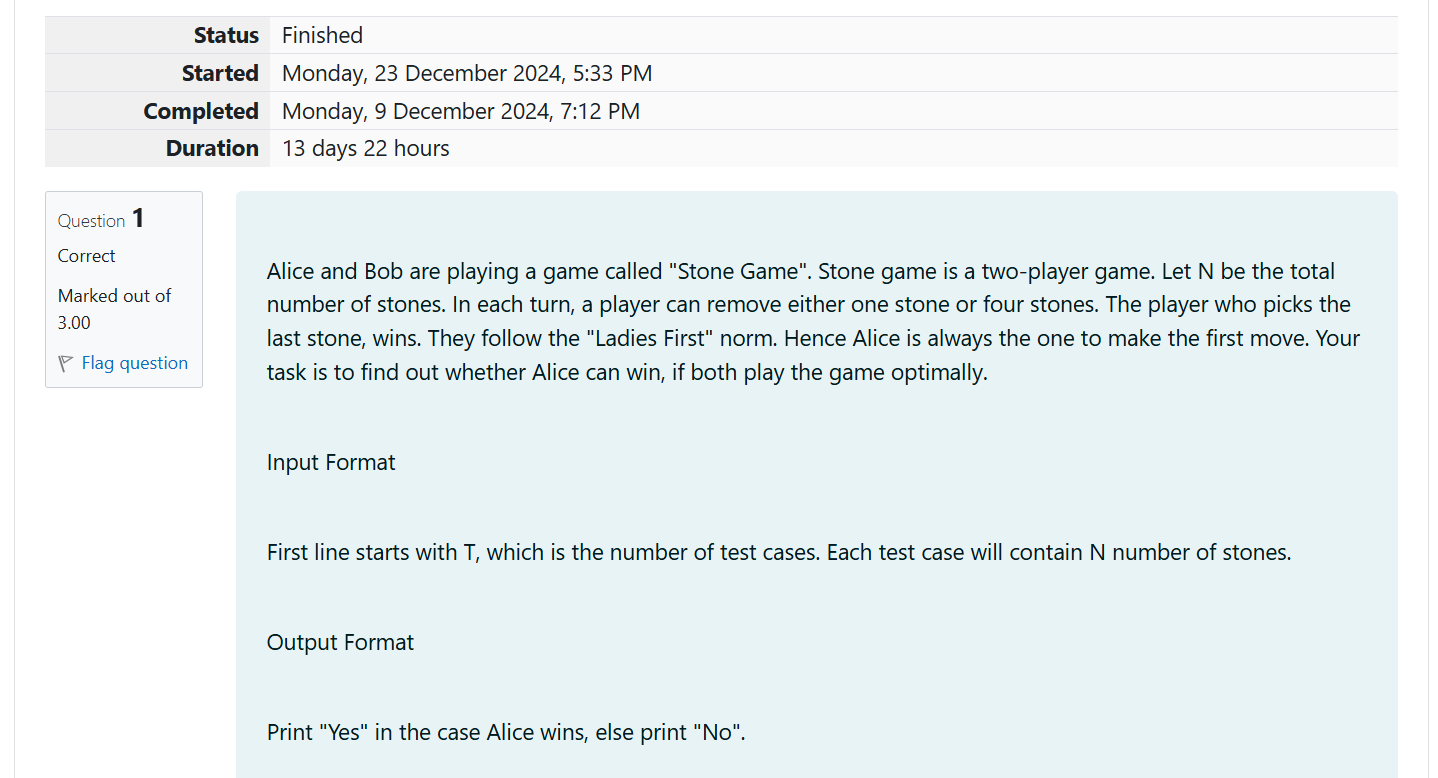 Status Finished
Started Monday, 23 December 2024, 5:33 PM
Completed Monday, 9 December 2024, 7:12 PM
Duration 13 days 22 hours
Question 1
Correct
Marked out of
3.00
Flag question
Alice and Bob are playing a game called "Stone Game". Stone game is a two-player game. Let N be the total
number of stones. In each turn, a player can remove either one stone or four stones. The player who picks the
last stone, wins. They follow the "Ladies First" norm. Hence Alice is always the one to make the first move. Your
task is to find out whether Alice can win, if both play the game optimally.
Input Format
First line starts with T, which is the number of test cases. Each test case will contain N number of stones.
Output Format
Print "Yes" in the case Alice wins, else print "No".